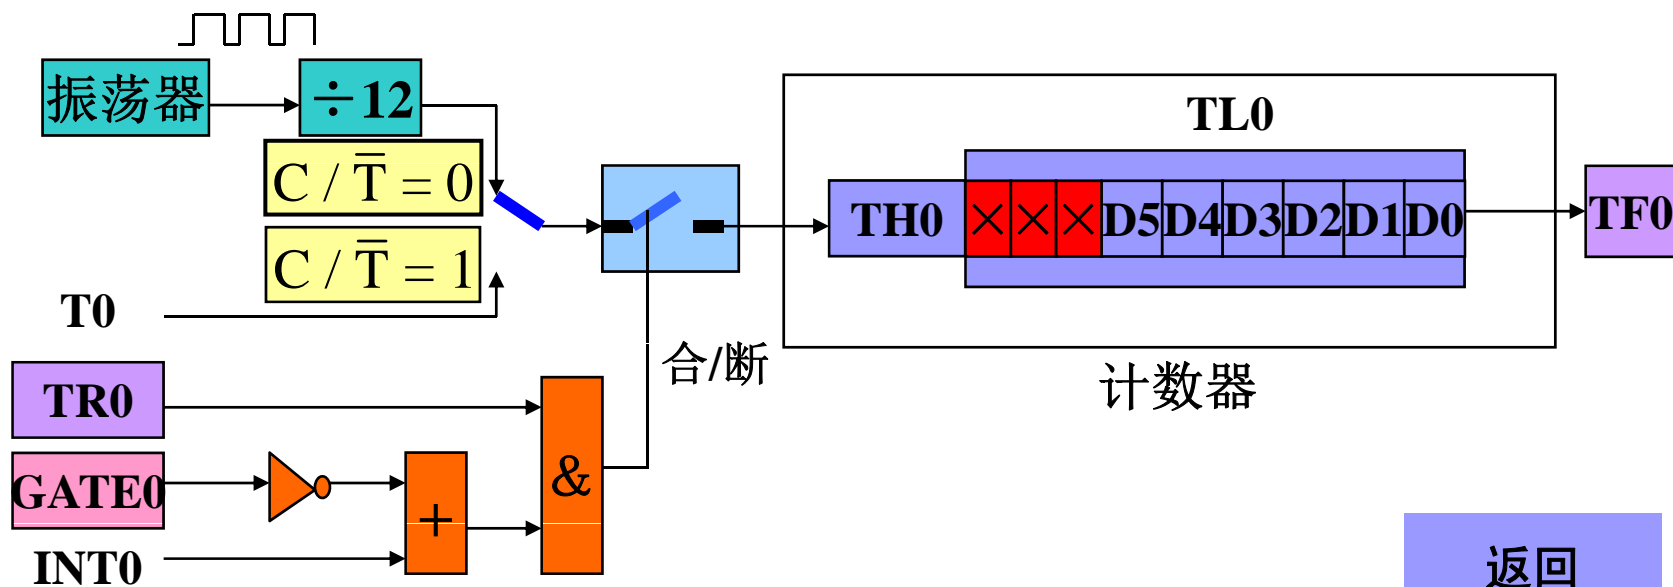 振荡器
÷12
C / T̅ = 0
C / T̅ = 1
T0
TR0
GATE0
INT0
+
&
合/断
TL0
TH0 × × × D5 D4 D3 D2 D1 D0
TF0
计数器
返回